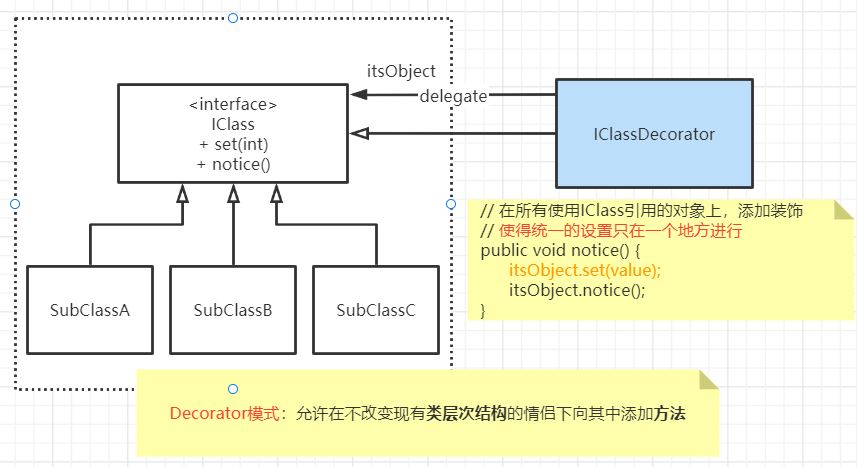 itsObject
delegate
<interface>
IClass
+ set(int)
+ notice()
IClassDecorator
SubClassA
SubClassB
SubClassC
// 在所有使用IClass引用的对象上，添加装饰
// 使得统一的设置只在一个地方进行
public void notice() {
itsObject.set(value);
itsObject.notice();
}
Decorator模式：允许在不改变现有类层次结构的情侣下向其中添加方法